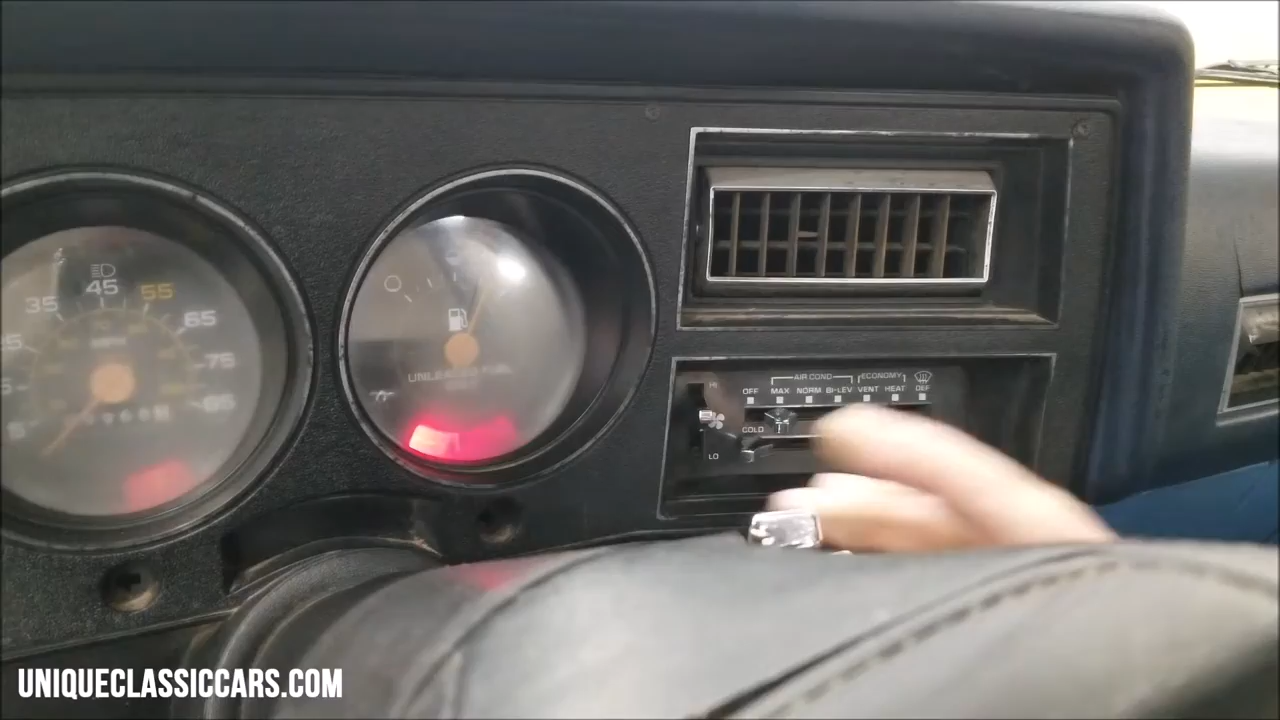 35 45 55 65 75 85
UNLEADED FUEL ONLY
HI
LO
AIR COND ECONOMY
OFF MAX NORM BI-LEV VENT HEAT DEF
COLD
UNIQUECLASSICCARS.COM